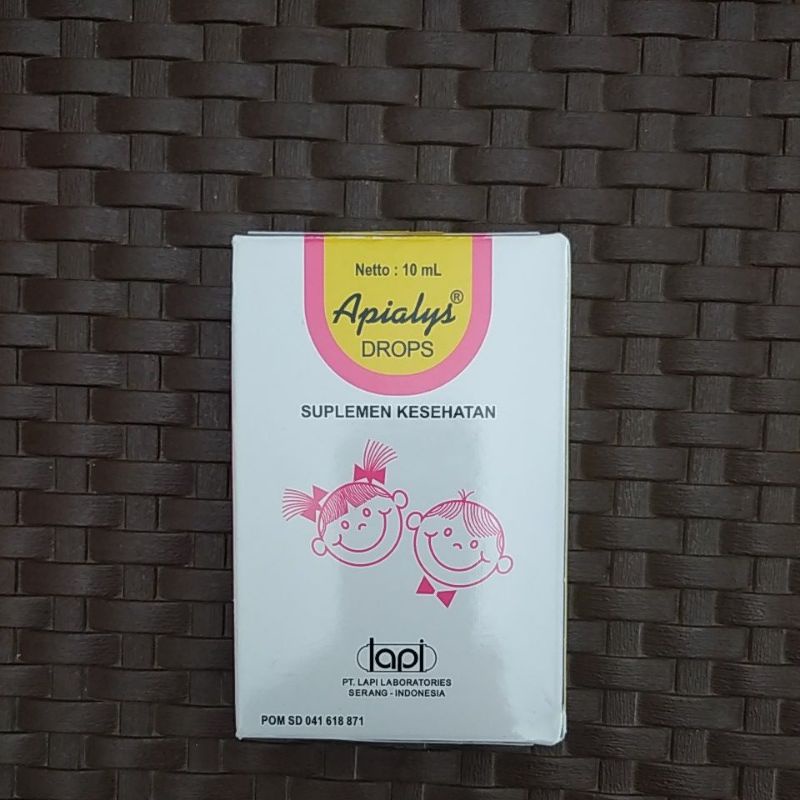 Netto : 10 mL
Apialys®
DROPS
SUPLEMEN KESEHATAN
lapi
PT. LAPI LABORATORIES
SERANG - INDONESIA
POM SD 041 618 871